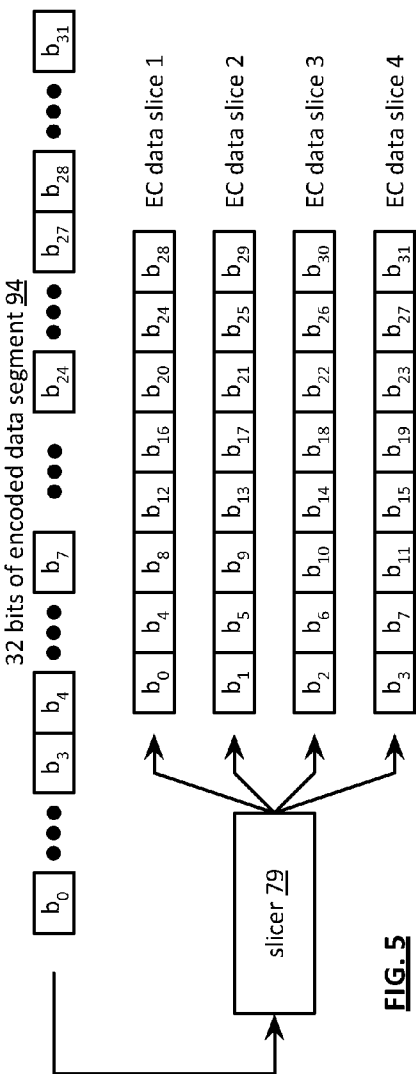 32 bits of encoded data segment 94
b0 ●●● b3 b4 ●●● b7 ●●● b24 ●●● b27 b28 ●●● b31
slicer 79
b0 b4 b8 b12 b16 b20 b24 b28 EC data slice 1
b1 b5 b9 b13 b17 b21 b25 b29 EC data slice 2
b2 b6 b10 b14 b18 b22 b26 b30 EC data slice 3
b3 b7 b11 b15 b19 b23 b27 b31 EC data slice 4
FIG. 5